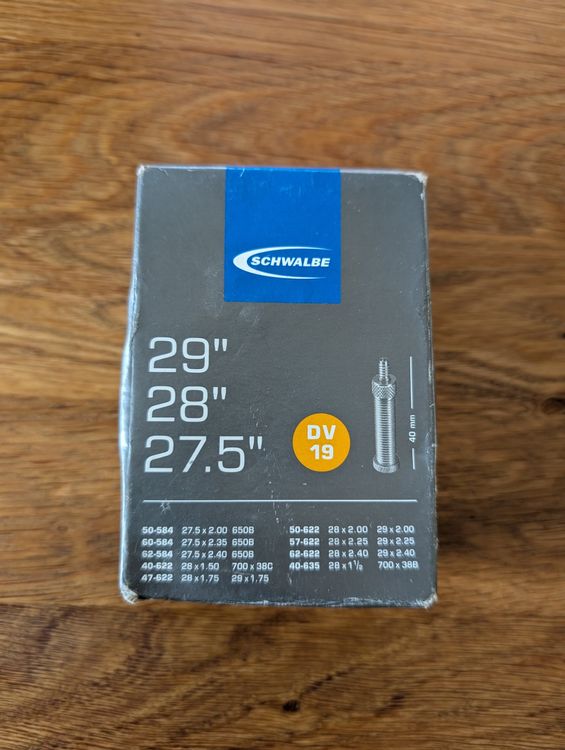 SCHWALBE
29"
28"
27.5"
DV
19
40 mm
50-584 27.5 x 2.00 650B
60-584 27.5 x 2.35 650B
62-584 27.5 x 2.40 650B
40-622 28 x 1.50 700 x 38C
47-622 28 x 1.75 29 x 1.75
50-622 28 x 2.00 29 x 2.00
57-622 28 x 2.25 29 x 2.25
62-622 28 x 2.40 29 x 2.40
40-635 28 x 1½ 700 x 38B